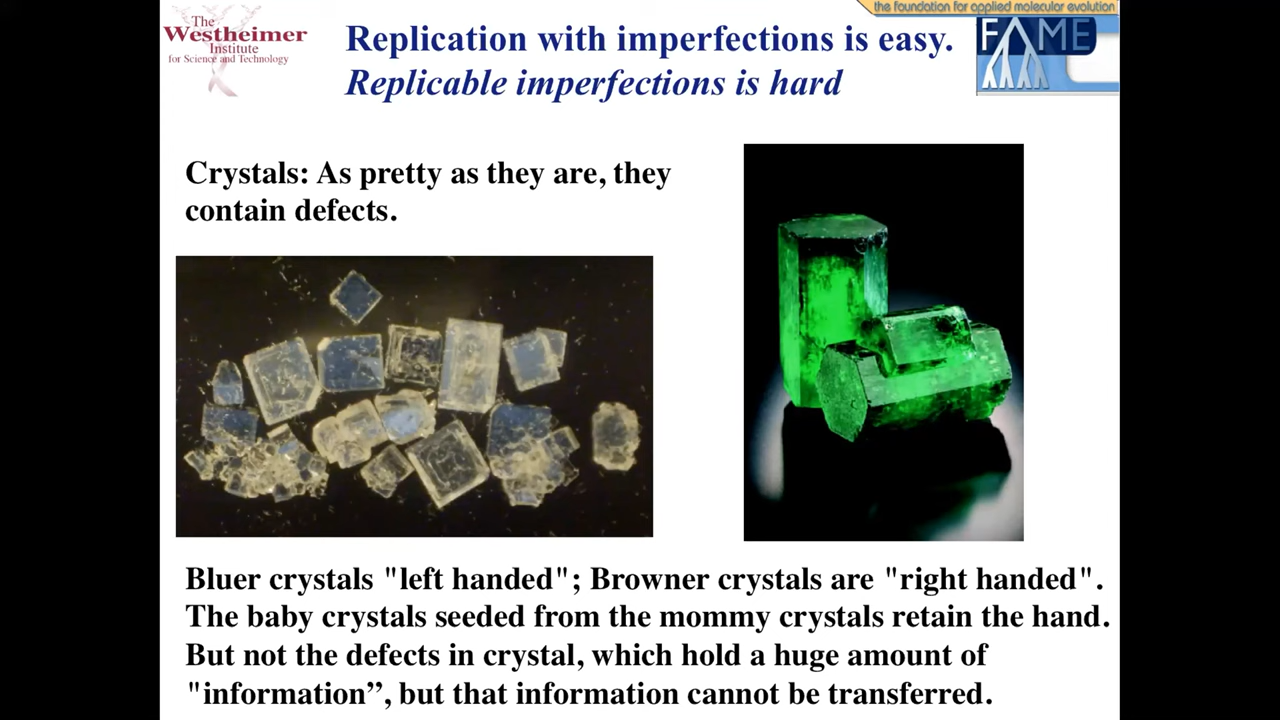 The
Westheimer
Institute
for Science and Technology
Replication with imperfections is easy.
Replicable imperfections is hard
the foundation for applied molecular evolution
FAME
Crystals: As pretty as they are, they
contain defects.
Bluer crystals "left handed"; Browner crystals are "right handed".
The baby crystals seeded from the mommy crystals retain the hand.
But not the defects in crystal, which hold a huge amount of
"information”, but that information cannot be transferred.